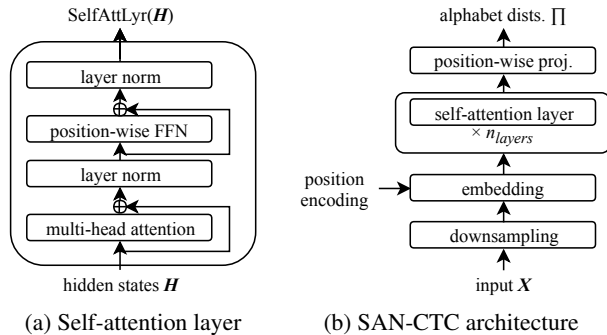 SelfAttLyr(H)
layer norm
position-wise FFN
layer norm
multi-head attention
hidden states H
(a) Self-attention layer
alphabet dists. ∏
position-wise proj.
self-attention layer
× n_layers
position
encoding
embedding
downsampling
input X
(b) SAN-CTC architecture